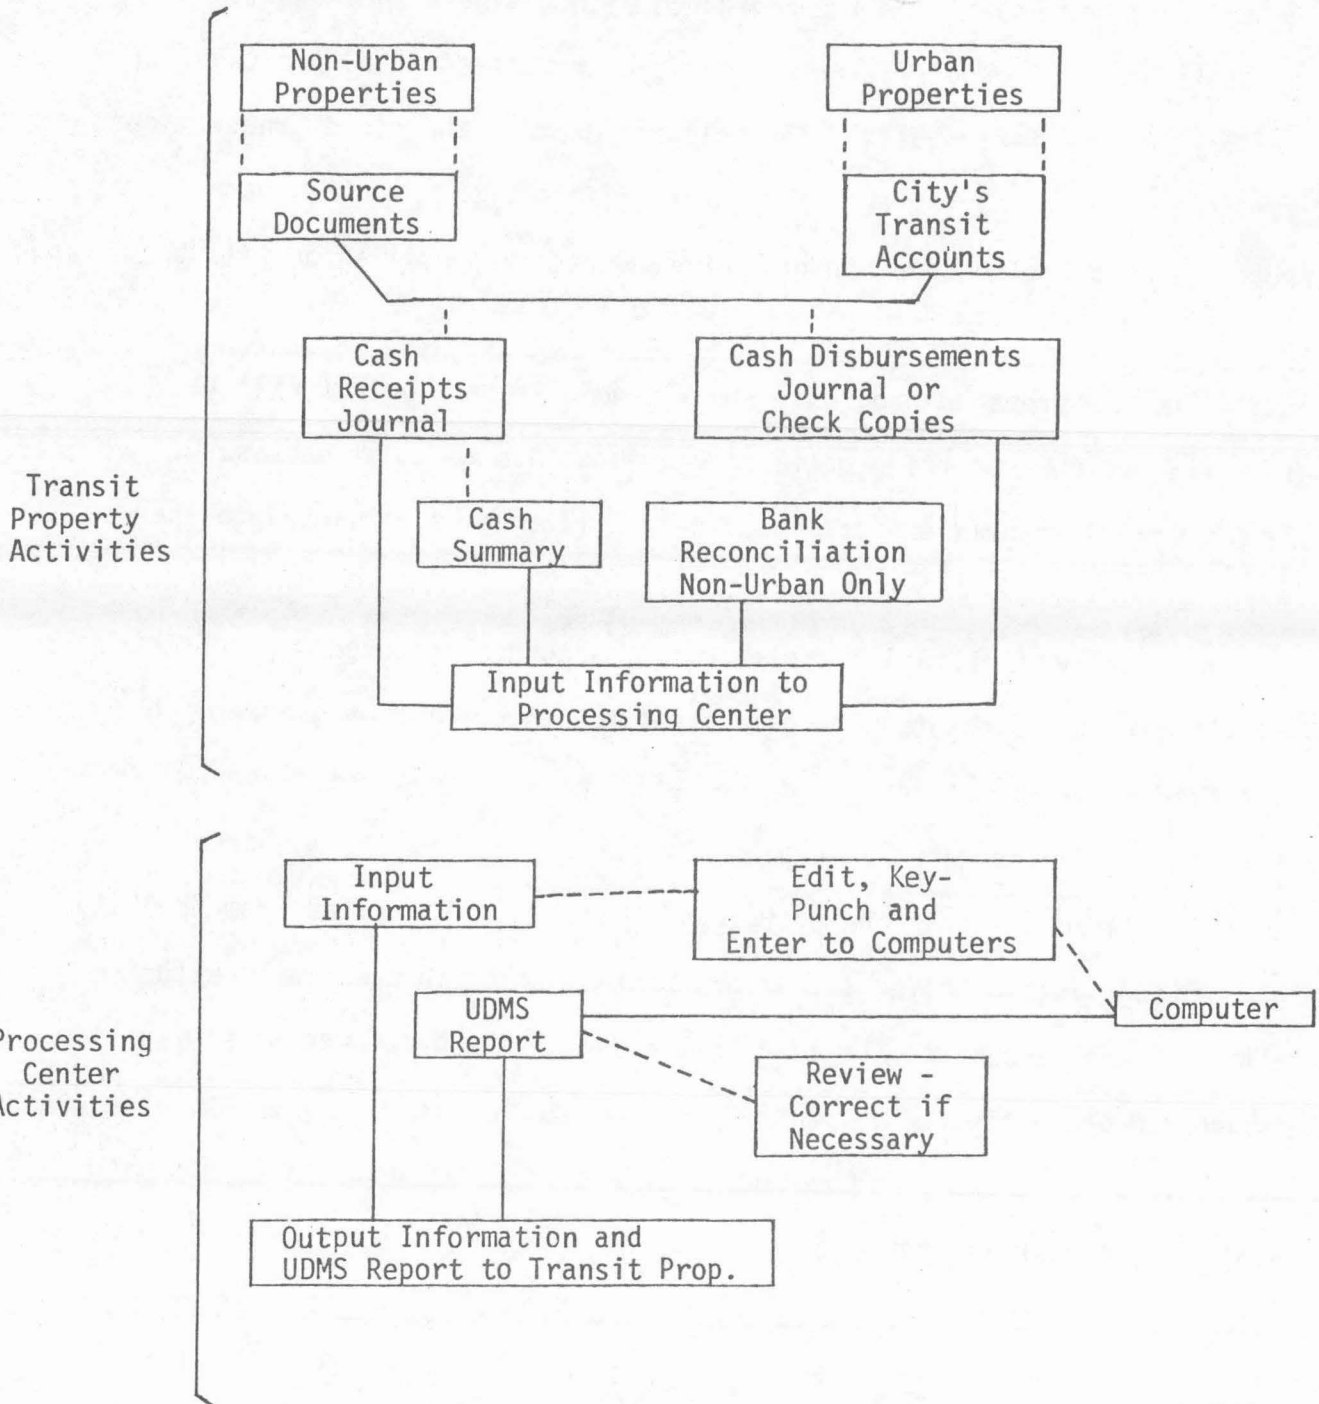 Non-Urban
Properties
Urban
Properties
Source
Documents
City's
Transit
Accounts
Cash
Receipts
Journal
Cash Disbursements
Journal or
Check Copies
Transit
Property
Activities
Cash
Summary
Bank
Reconciliation
Non-Urban Only
Input Information to
Processing Center
Input
Information
Edit, Key-
Punch and
Enter to Computers
UDMS
Report
Computer
Processing
Center
Activities
Review -
Correct if
Necessary
Output Information and
UDMS Report to Transit Prop.